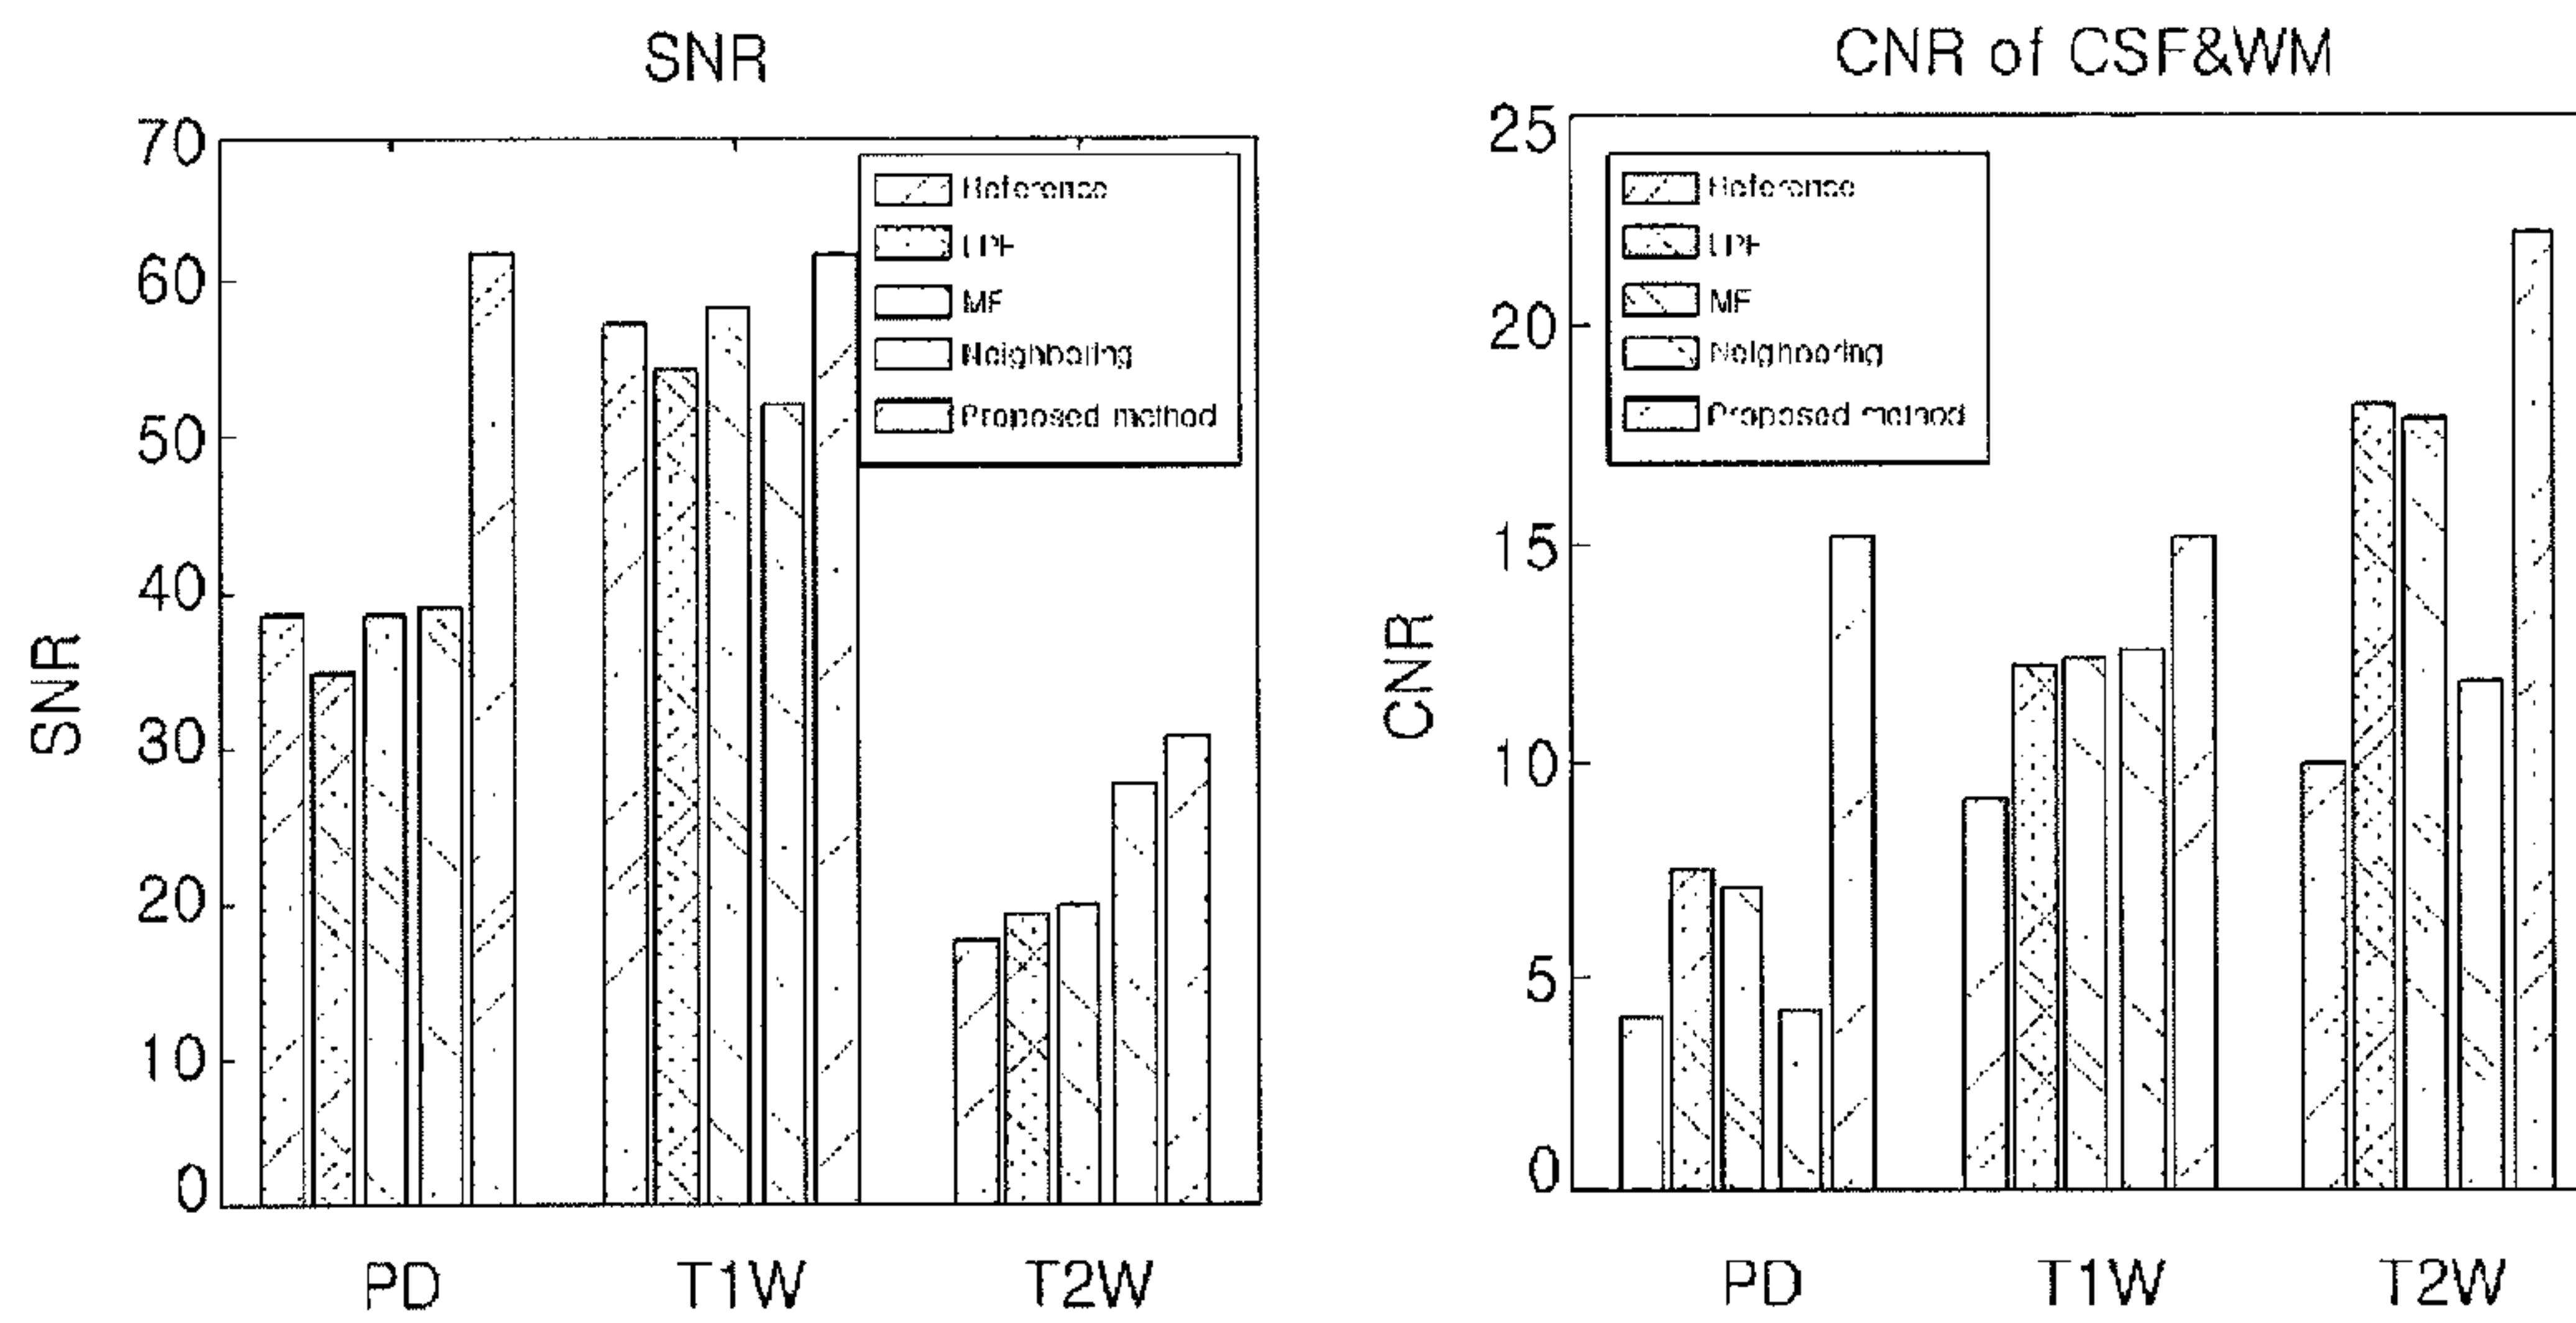 SNR
70
60
50
40
30
20
10
0
SNR
Reference
LPF
MF
Neighboring
Proposed method
PD T1W T2W
CNR of CSF&WM
25
20
15
10
5
0
CNR
Reference
LPF
MF
Neighboring
Proposed method
PD T1W T2W